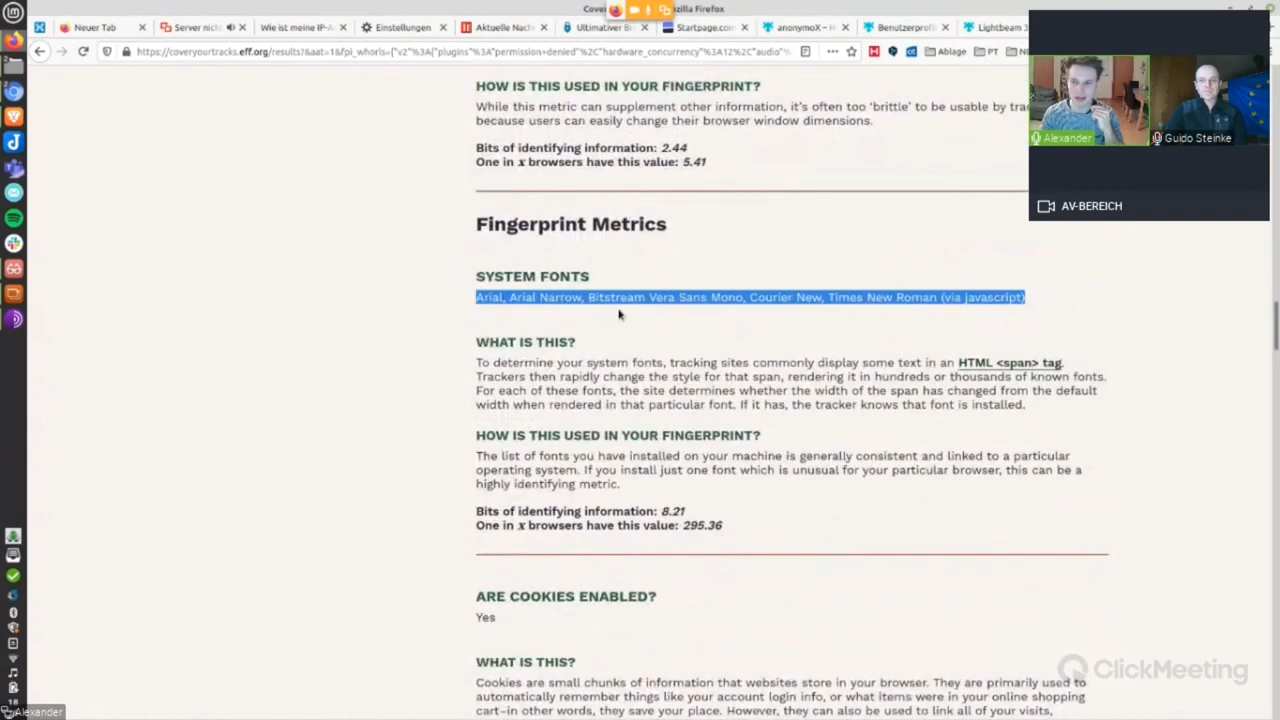 Cove
zilla Firefox
Neuer Tab
Server nich
Wie ist meine IP-A
Einstellungen
Aktuelle Nach
Ultimativer Br
Startpage.com
anonymoX – H
Benutzerprofil
Lightbeam
https://coveryourtracks.eff.org/results?&aat=1&fpi_whorls={"v2"%3A{"plugins"%3A"permission+denied"%2C"hardware_concurrency"%3A12%2C"audio"%
Ablage
PT
HOW IS THIS USED IN YOUR FINGERPRINT?
While this metric can supplement other information, it's often too 'brittle' to be usable by tra
because users can easily change their browser window dimensions.
Bits of identifying information: 2.44
One in x browsers have this value: 5.41
Alexander
Guido Steinke
AV-BEREICH
Fingerprint Metrics
SYSTEM FONTS
Arial, Arial Narrow, Bitstream Vera Sans Mono, Courier New, Times New Roman (via javascript)
WHAT IS THIS?
To determine your system fonts, tracking sites commonly display some text in an HTML <span> tag.
Trackers then rapidly change the style for that span, rendering it in hundreds or thousands of known fonts.
For each of these fonts, the site determines whether the width of the span has changed from the default
width when rendered in that particular font. If it has, the tracker knows that font is installed.
HOW IS THIS USED IN YOUR FINGERPRINT?
The list of fonts you have installed on your machine is generally consistent and linked to a particular
operating system. If you install just one font which is unusual for your particular browser, this can be a
highly identifying metric.
Bits of identifying information: 8.21
One in x browsers have this value: 295.36
ARE COOKIES ENABLED?
Yes
WHAT IS THIS?
Cookies are small chunks of information that websites store in your browser. They are primarily used to
automatically remember things like your account login info, or what items were in your online shopping
cart—in other words, they save your place. However, they can also be used to link all of your visits,
ClickMeeting
Alexander